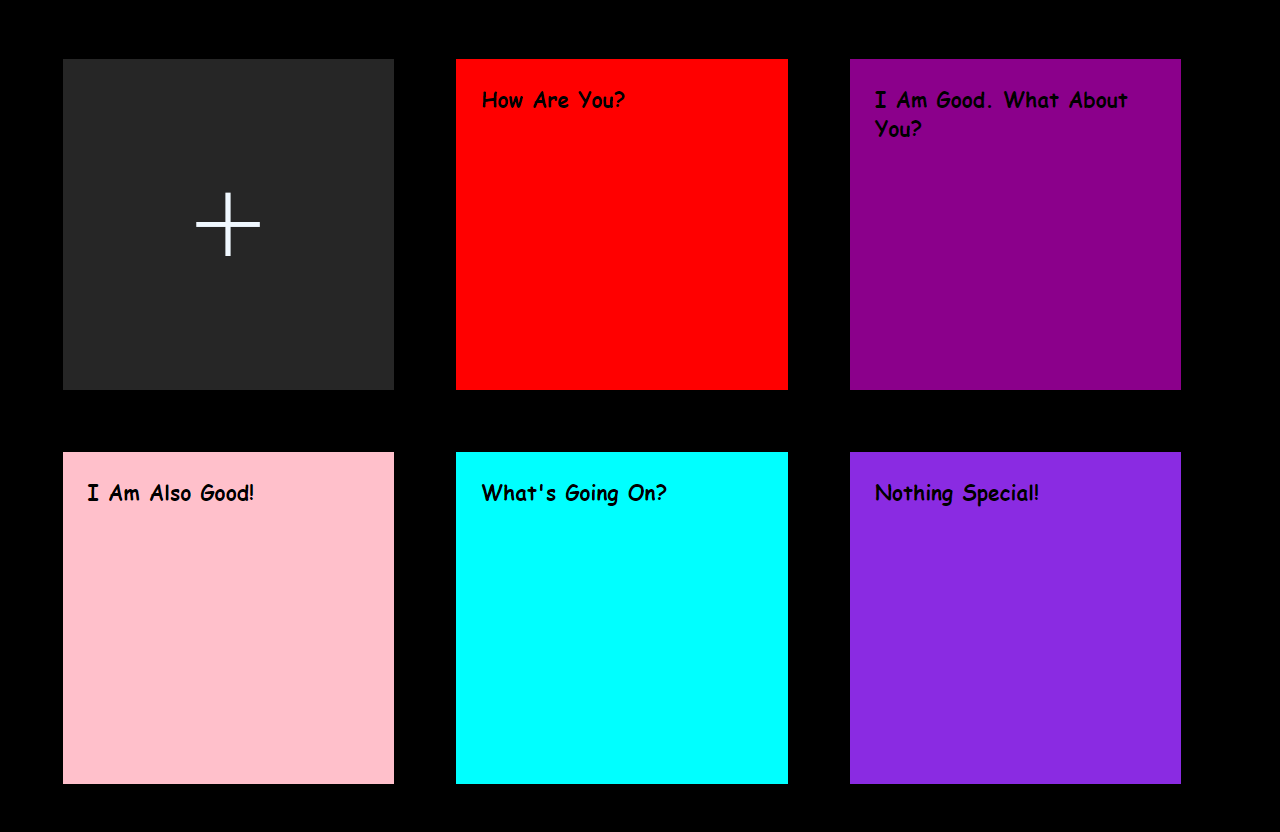 How Are You?
I Am Good. What About
You?
I Am Also Good!
What's Going On?
Nothing Special!